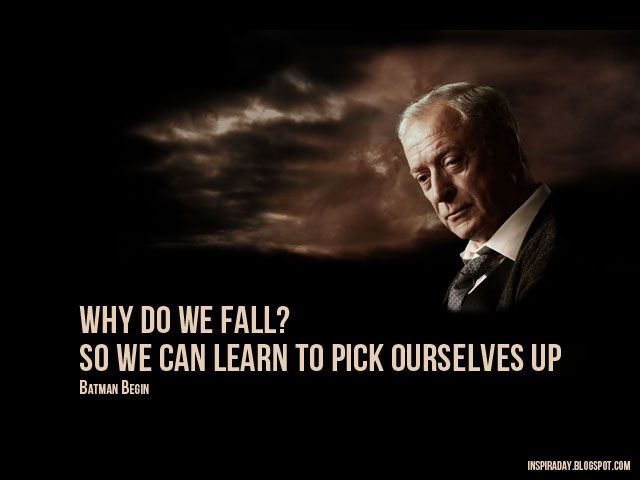 WHY DO WE FALL?
SO WE CAN LEARN TO PICK OURSELVES UP
BATMAN BEGIN
INSPIRADAY.BLOGSPOT.COM